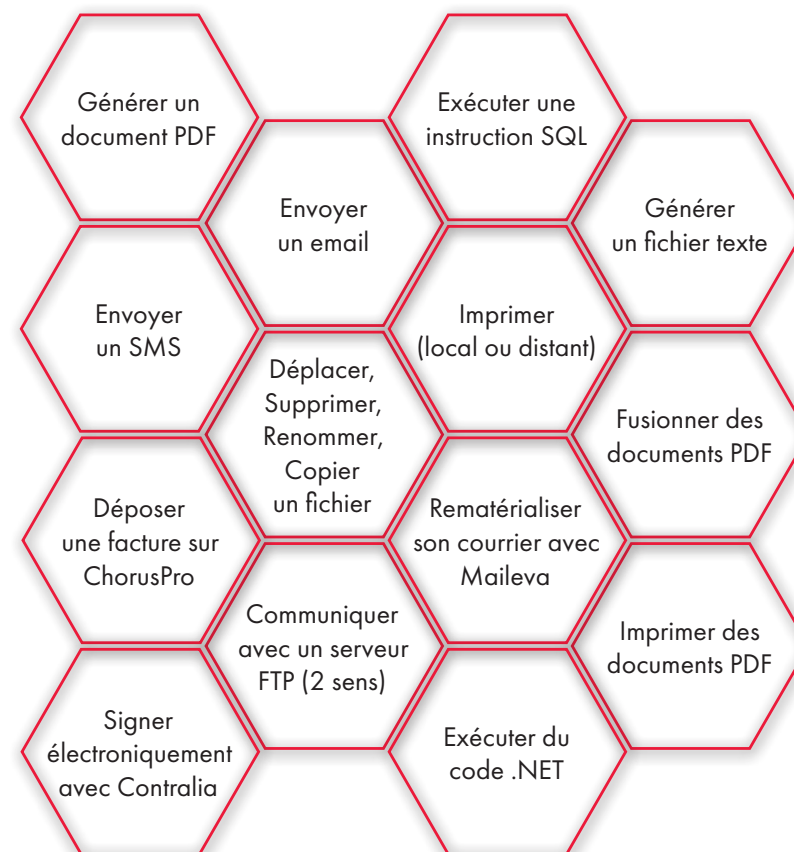 Générer un
document PDF
Exécuter une
instruction SQL
Envoyer
un email
Générer
un fichier texte
Envoyer
un SMS
Imprimer
(local ou distant)
Déplacer,
Supprimer,
Renommer,
Copier
un fichier
Fusionner des
documents PDF
Déposer
une facture sur
ChorusPro
Rematérialiser
son courrier avec
Maileva
Communiquer
avec un serveur
FTP (2 sens)
Imprimer des
documents PDF
Signer
électroniquement
avec Contralia
Exécuter du
code .NET